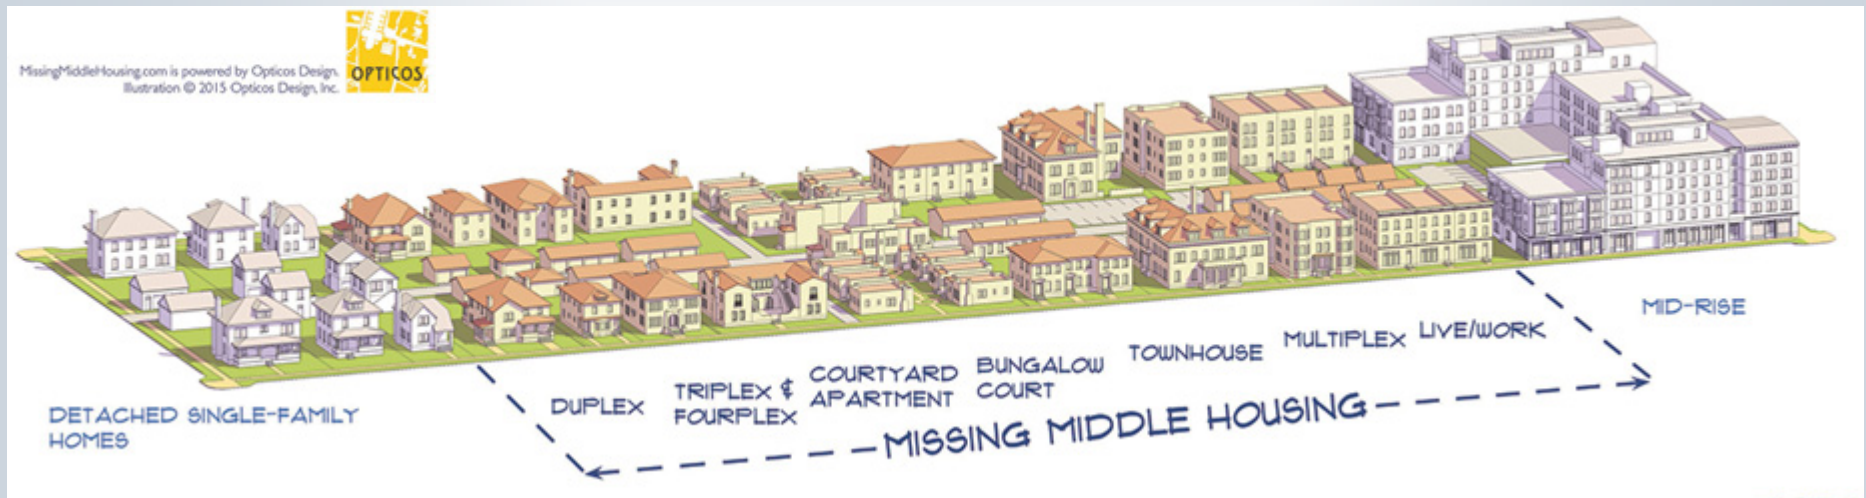 MissingMiddleHousing.com is powered by Opticos Design.
Illustration © 2015 Opticos Design, Inc.
OPTICOS
DETACHED SINGLE-FAMILY
HOMES
DUPLEX
TRIPLEX &
FOURPLEX
COURTYARD
APARTMENT
BUNGALOW
COURT
TOWNHOUSE
MULTIPLEX
LIVE/WORK
MID-RISE
MISSING MIDDLE HOUSING